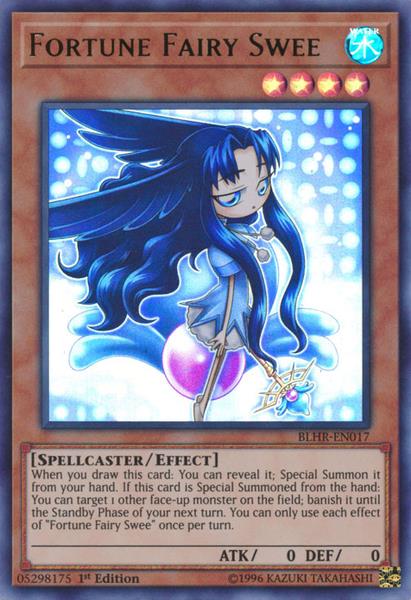 FORTUNE FAIRY SWEE
WATER
水
BLHR-EN017
[SPELLCASTER/EFFECT]
When you draw this card: You can reveal it; Special Summon it
from your hand. If this card is Special Summoned from the hand:
You can target 1 other face-up monster on the field; banish it until
the Standby Phase of your next turn. You can only use each effect
of "Fortune Fairy Swee" once per turn.
ATK/ 0 DEF/ 0
05298175 1st Edition ©1996 KAZUKI TAKAHASHI